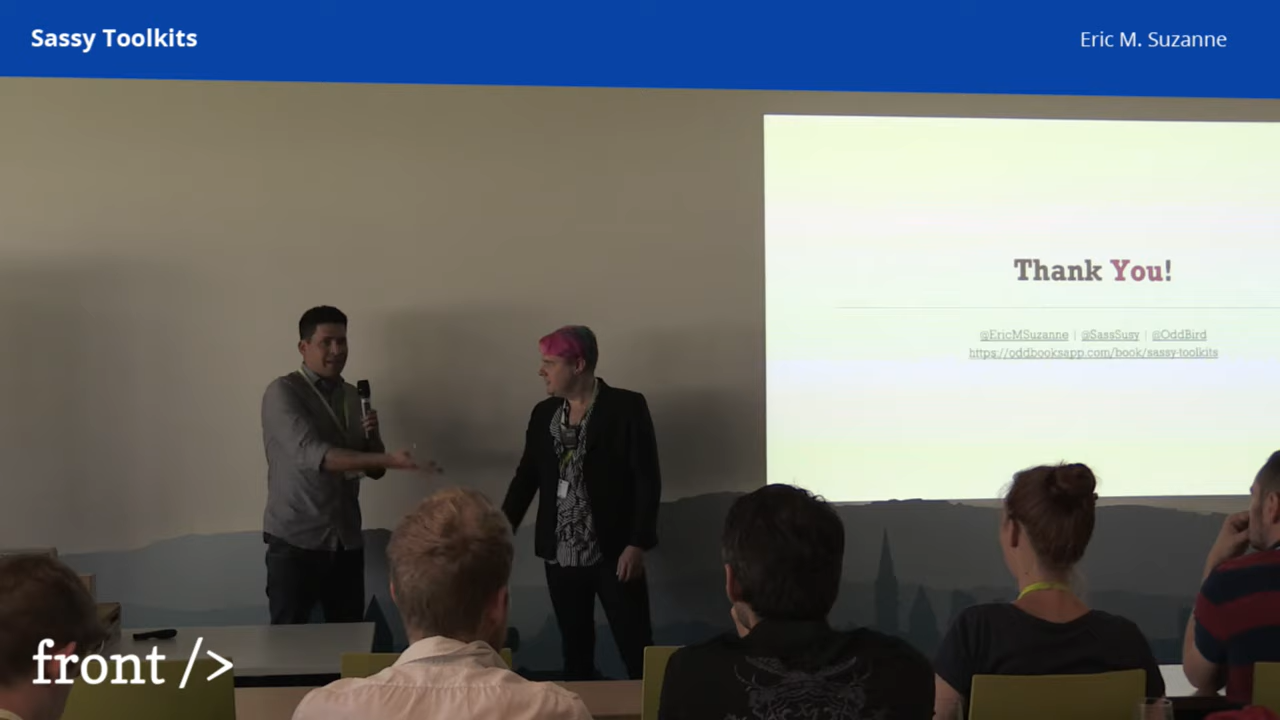 Sassy Toolkits
Eric M. Suzanne
Thank You!
@EricMSuzanne | @SassSusy | @OddBird
https://oddbooksapp.com/book/sassy-toolkits
front />